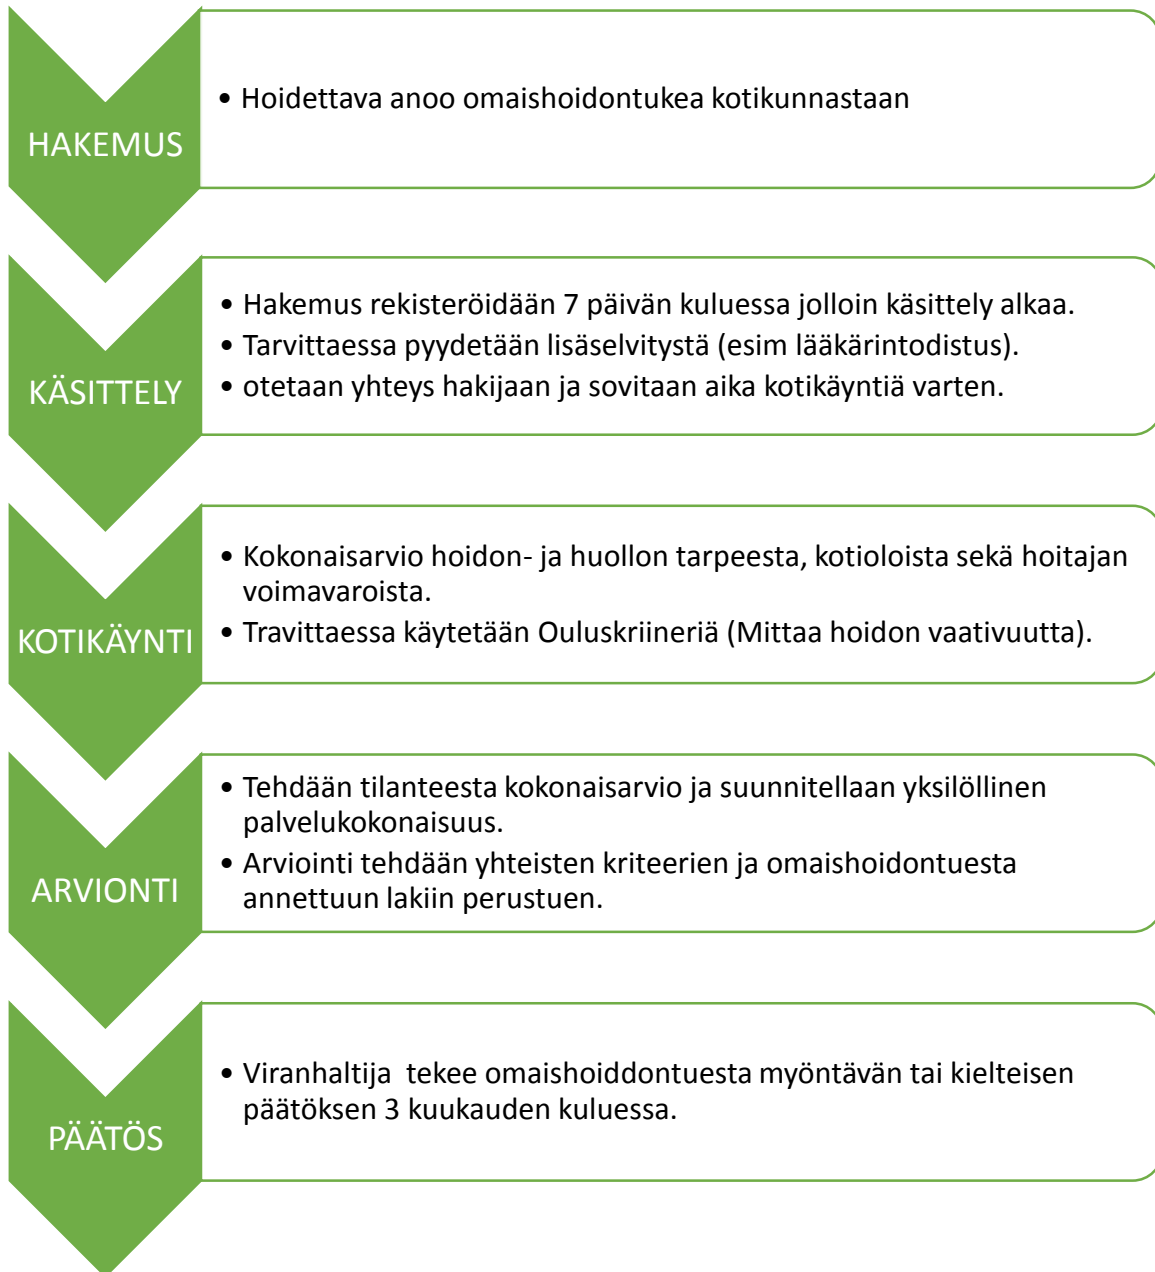 HAKEMUS
• Hoidettava anoo omaishoidontukea kotikunnastaan
KÄSITTELY
• Hakemus rekisteröidään 7 päivän kuluessa jolloin käsittely alkaa.
• Tarvittaessa pyydetään lisäselvitystä (esim lääkärintodistus).
• otetaan yhteys hakijaan ja sovitaan aika kotikäyntiä varten.
KOTIKÄYNTI
• Kokonaisarvio hoidon- ja huollon tarpeesta, kotioloista sekä hoitajan
voimavaroista.
• Travittaessa käytetään Ouluskriineriä (Mittaa hoidon vaativuutta).
ARVIONTI
• Tehdään tilanteesta kokonaisarvio ja suunnitellaan yksilöllinen
palvelukokonaisuus.
• Arviointi tehdään yhteisten kriteerien ja omaishoidontuesta
annettuun lakiin perustuen.
PÄÄTÖS
• Viranhaltija  tekee omaishoiddontuesta myöntävän tai kielteisen
päätöksen 3 kuukauden kuluessa.